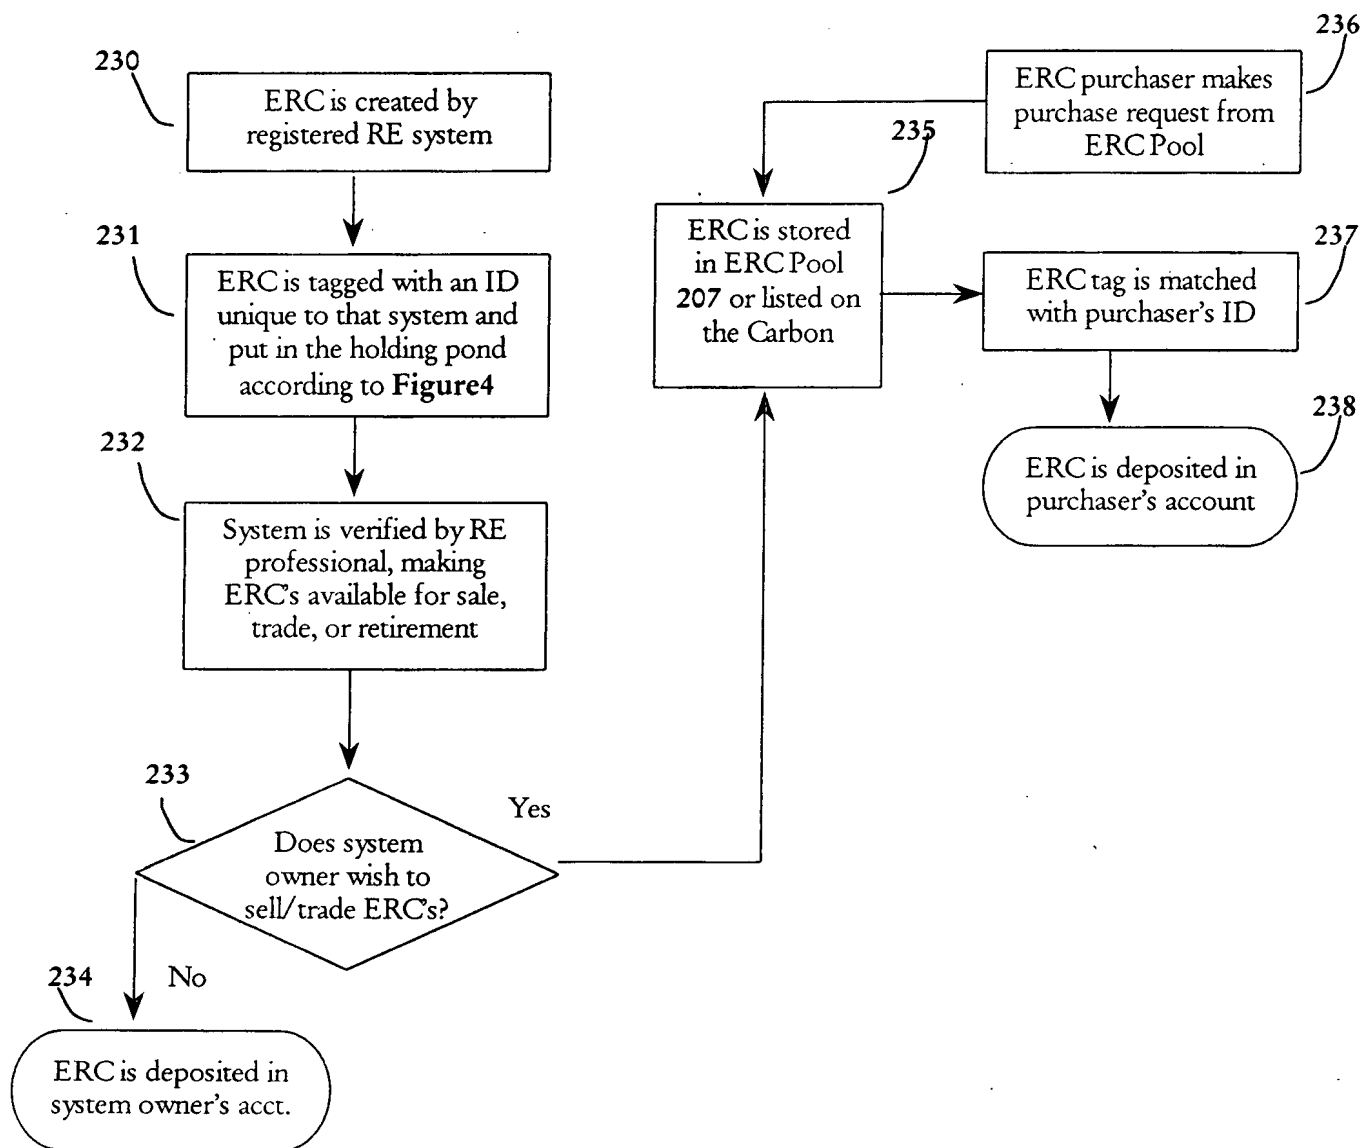 230
ERC is created by
registered RE system
231
ERC is tagged with an ID
unique to that system and
put in the holding pond
according to Figure4
232
System is verified by RE
professional, making
ERC's available for sale,
trade, or retirement
233
Does system
owner wish to
sell/trade ERC's?
Yes
No
234
ERC is deposited in
system owner's acct.
235
ERC is stored
in ERC Pool
207 or listed on
the Carbon
236
ERC purchaser makes
purchase request from
ERC Pool
237
ERC tag is matched
with purchaser's ID
238
ERC is deposited in
purchaser's account